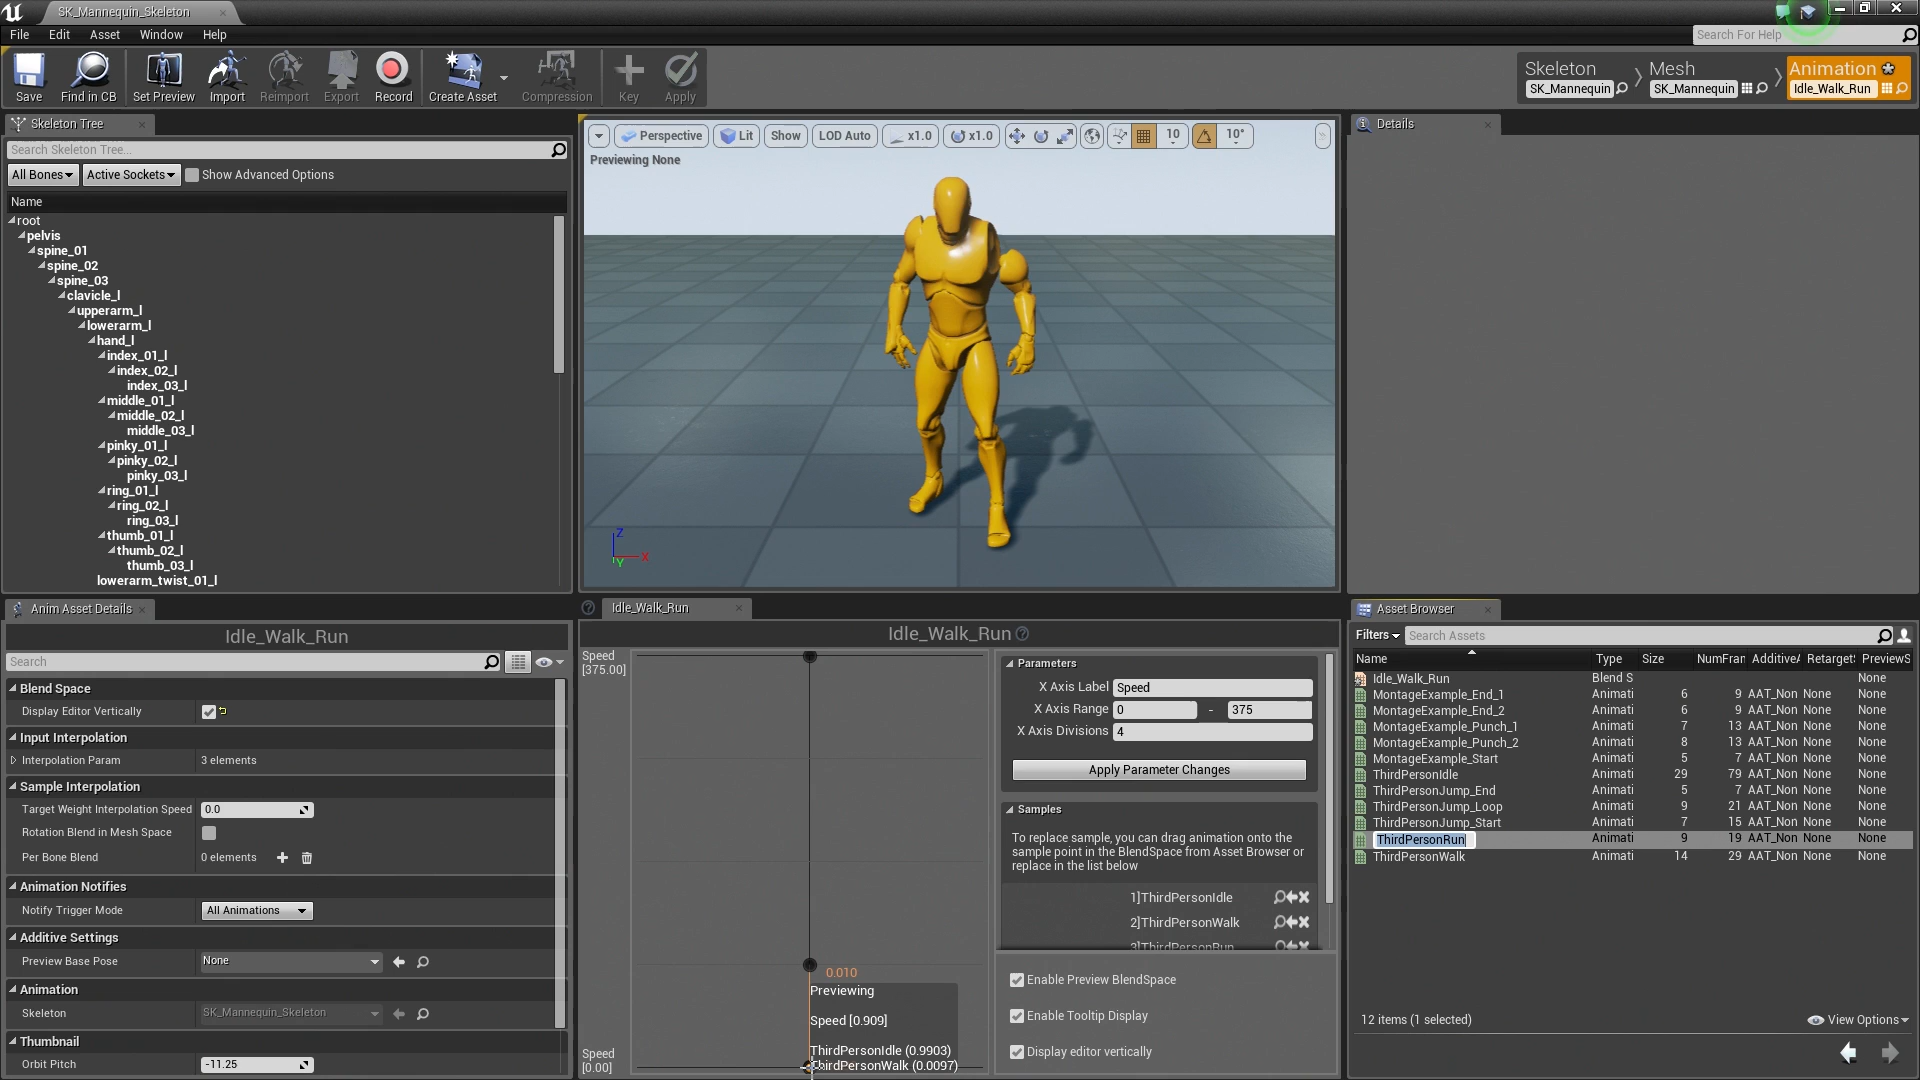 SK_Mannequin_Skeleton
File Edit Asset Window Help
Search For Help
Save Find in CB Set Preview Import Reimport Export Record Create Asset Compression Key Apply
Skeleton Mesh Animation
SK_Mannequin SK_Mannequin Idle_Walk_Run
Skeleton Tree
Search Skeleton Tree...
All Bones Active Sockets Show Advanced Options
Name
root
pelvis
spine_01
spine_02
spine_03
clavicle_l
upperarm_l
lowerarm_l
hand_l
index_01_l
index_02_l
index_03_l
middle_01_l
middle_02_l
middle_03_l
pinky_01_l
pinky_02_l
pinky_03_l
ring_01_l
ring_02_l
ring_03_l
thumb_01_l
thumb_02_l
thumb_03_l
lowerarm_twist_01_l
Perspective Lit Show LOD Auto x1.0 x1.0 10 10°
Previewing None
Z
X
Y
Details
Anim Asset Details
Idle_Walk_Run
Search
Blend Space
Display Editor Vertically
Input Interpolation
Interpolation Param 3 elements
Sample Interpolation
Target Weight Interpolation Speed 0.0
Rotation Blend in Mesh Space
Per Bone Blend 0 elements
Animation Notifies
Notify Trigger Mode All Animations
Additive Settings
Preview Base Pose None
Animation
Skeleton SK_Mannequin_Skeleton
Thumbnail
Orbit Pitch -11.25
Idle_Walk_Run
Idle_Walk_Run
Speed
[375.00]
0.010
Previewing
Speed [0.909]
ThirdPersonIdle (0.9903)
ThirdPersonWalk (0.0097)
Speed
[0.00]
Parameters
X Axis Label Speed
X Axis Range 0 - 375
X Axis Divisions 4
Apply Parameter Changes
Samples
To replace sample, you can drag animation onto the
sample point in the BlendSpace from Asset Browser or
replace in the list below
1]ThirdPersonIdle
2]ThirdPersonWalk
3]ThirdPersonRun
Enable Preview BlendSpace
Enable Tooltip Display
Display editor vertically
Asset Browser
Filters Search Assets
Name Type Size NumFran AdditiveA Retarget PreviewS
Idle_Walk_Run Blend S None
MontageExample_End_1 Animati 6 9 AAT_Non None None
MontageExample_End_2 Animati 6 9 AAT_Non None None
MontageExample_Punch_1 Animati 7 13 AAT_Non None None
MontageExample_Punch_2 Animati 8 13 AAT_Non None None
MontageExample_Start Animati 5 7 AAT_Non None None
ThirdPersonIdle Animati 29 79 AAT_Non None None
ThirdPersonJump_End Animati 5 7 AAT_Non None None
ThirdPersonJump_Loop Animati 9 21 AAT_Non None None
ThirdPersonJump_Start Animati 7 15 AAT_Non None None
ThirdPersonRun Animati 9 19 AAT_Non None None
ThirdPersonWalk Animati 14 29 AAT_Non None None
12 items (1 selected)
View Options